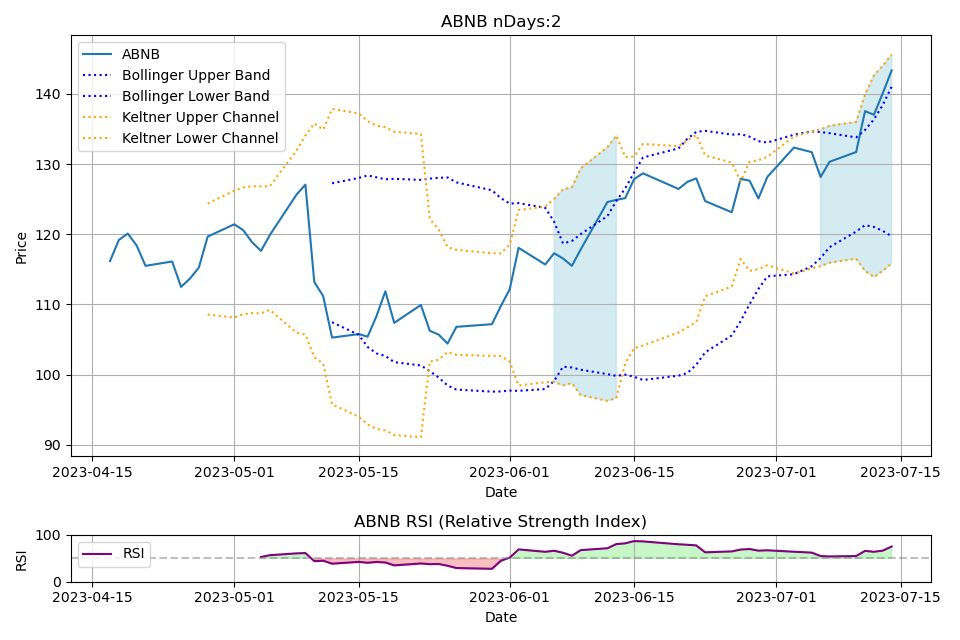 ABNB nDays:2
ABNB
Bollinger Upper Band
Bollinger Lower Band
Keltner Upper Channel
Keltner Lower Channel
Price
140
130
120
110
100
90
2023-04-15 2023-05-01 2023-05-15 2023-06-01 2023-06-15 2023-07-01 2023-07-15
Date
ABNB RSI (Relative Strength Index)
RSI
100
0
RSI
2023-04-15 2023-05-01 2023-05-15 2023-06-01 2023-06-15 2023-07-01 2023-07-15
Date